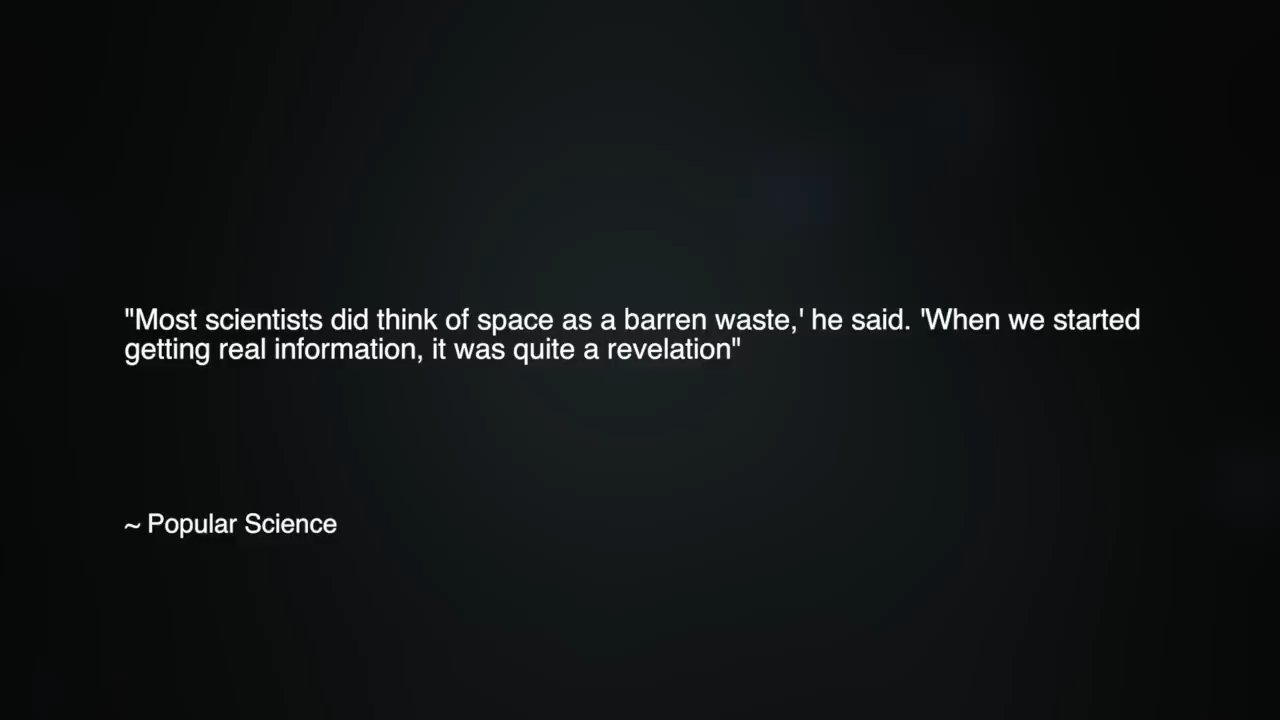 "Most scientists did think of space as a barren waste,' he said. 'When we started
getting real information, it was quite a revelation"
~ Popular Science